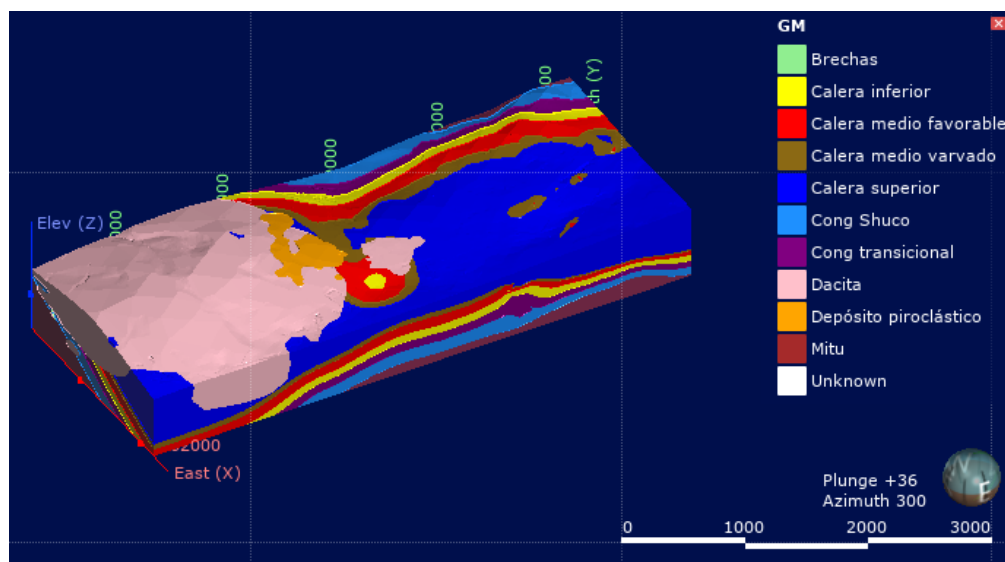 GM
Brechas
Calera inferior
Calera medio favorable
Calera medio varvado
Calera superior
Cong Shuco
Cong transicional
Dacita
Depósito piroclástico
Mitu
Unknown
Elev (Z)
East (X)
Plunge +36
Azimuth 300
0 1000 2000 3000